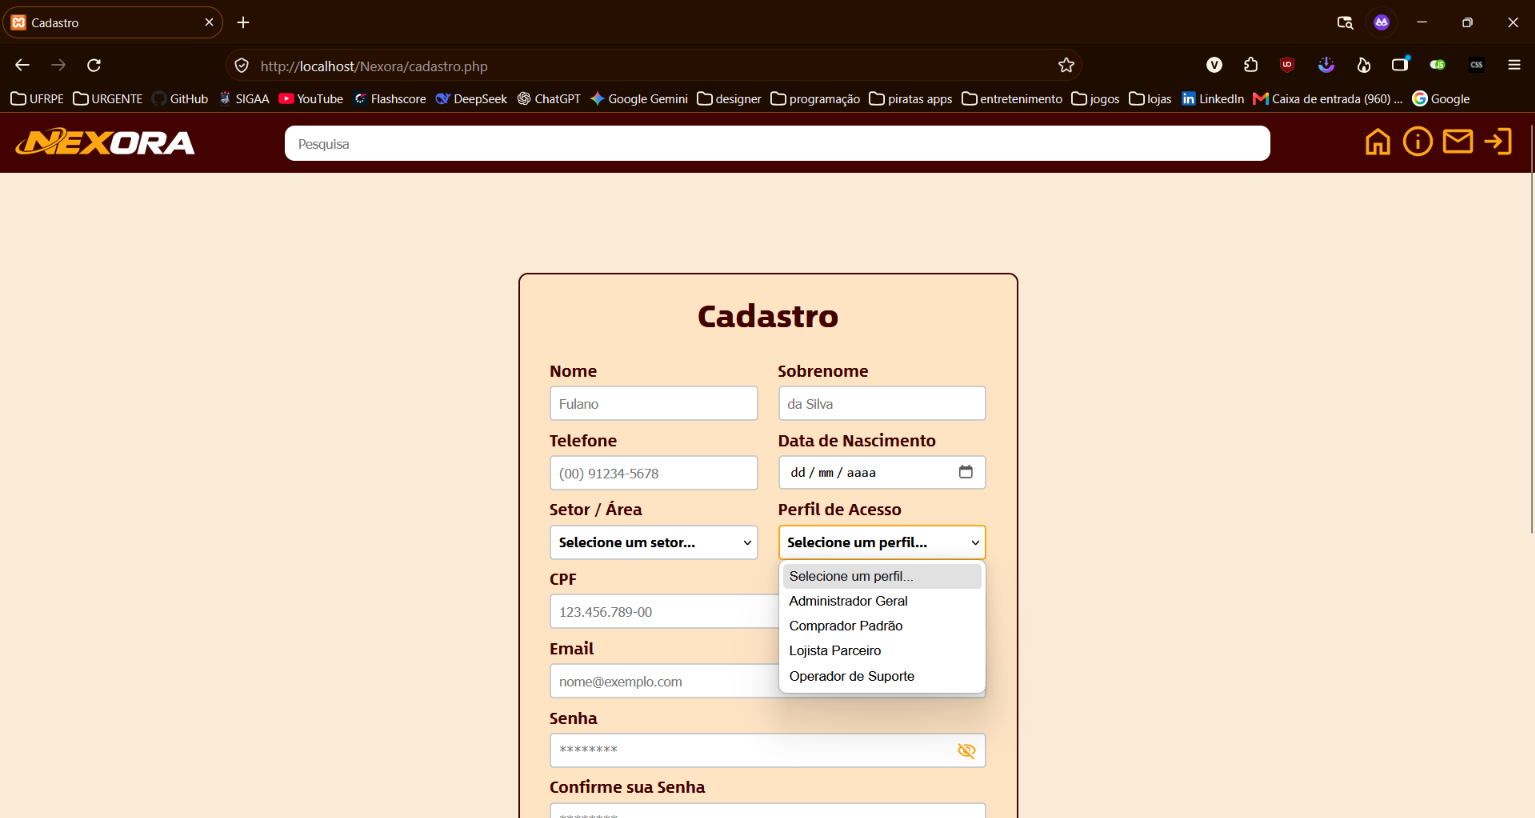 Cadastro
http://localhost/Nexora/cadastro.php
V
UD
JS
CSS
UFRPE URGENTE GitHub SIGAA YouTube Flashscore DeepSeek ChatGPT Google Gemini designer programação piratas apps entretenimento jogos lojas LinkedIn Caixa de entrada (960) ... Google
NEXORA
Pesquisa
Cadastro
Nome Sobrenome
Fulano da Silva
Telefone Data de Nascimento
(00) 91234-5678 dd / mm / aaaa
Setor / Área Perfil de Acesso
Selecione um setor... Selecione um perfil...
Selecione um perfil...
Administrador Geral
Comprador Padrão
Lojista Parceiro
Operador de Suporte
CPF
123.456.789-00
Email
nome@exemplo.com
Senha
********
Confirme sua Senha
********